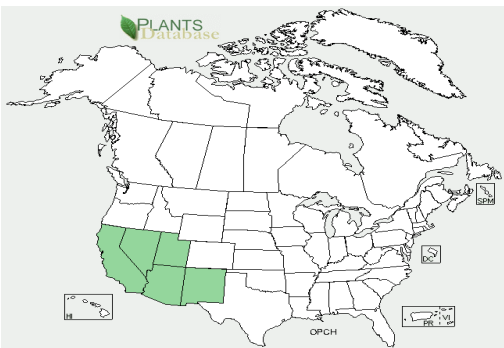 PLANTS
Database
SPM
DC
HI
PR VI
OPCH